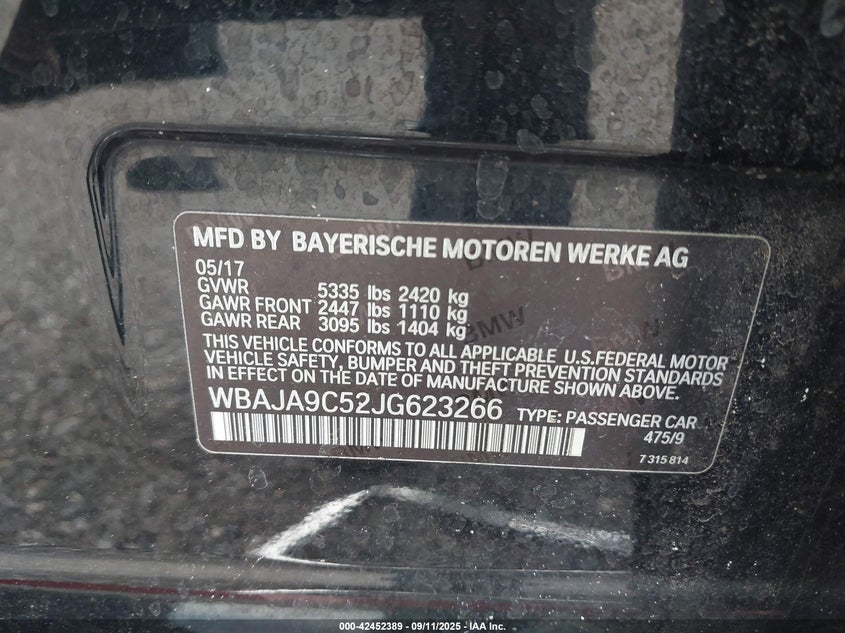 MFD BY BAYERISCHE MOTOREN WERKE AG
05/17
GVWR 5335 lbs 2420 kg
GAWR FRONT 2447 lbs 1110 kg
GAWR REAR 3095 lbs 1404 kg
THIS VEHICLE CONFORMS TO ALL APPLICABLE U.S.FEDERAL MOTOR
VEHICLE SAFETY, BUMPER AND THEFT PREVENTION STANDARDS
IN EFFECT ON THE DATE OF MANUFACTURE SHOWN ABOVE.
WBAJA9C52JG623266 TYPE: PASSENGER CAR
475/9
7 315 814
000-42452389 - 09/11/2025 - IAA Inc.